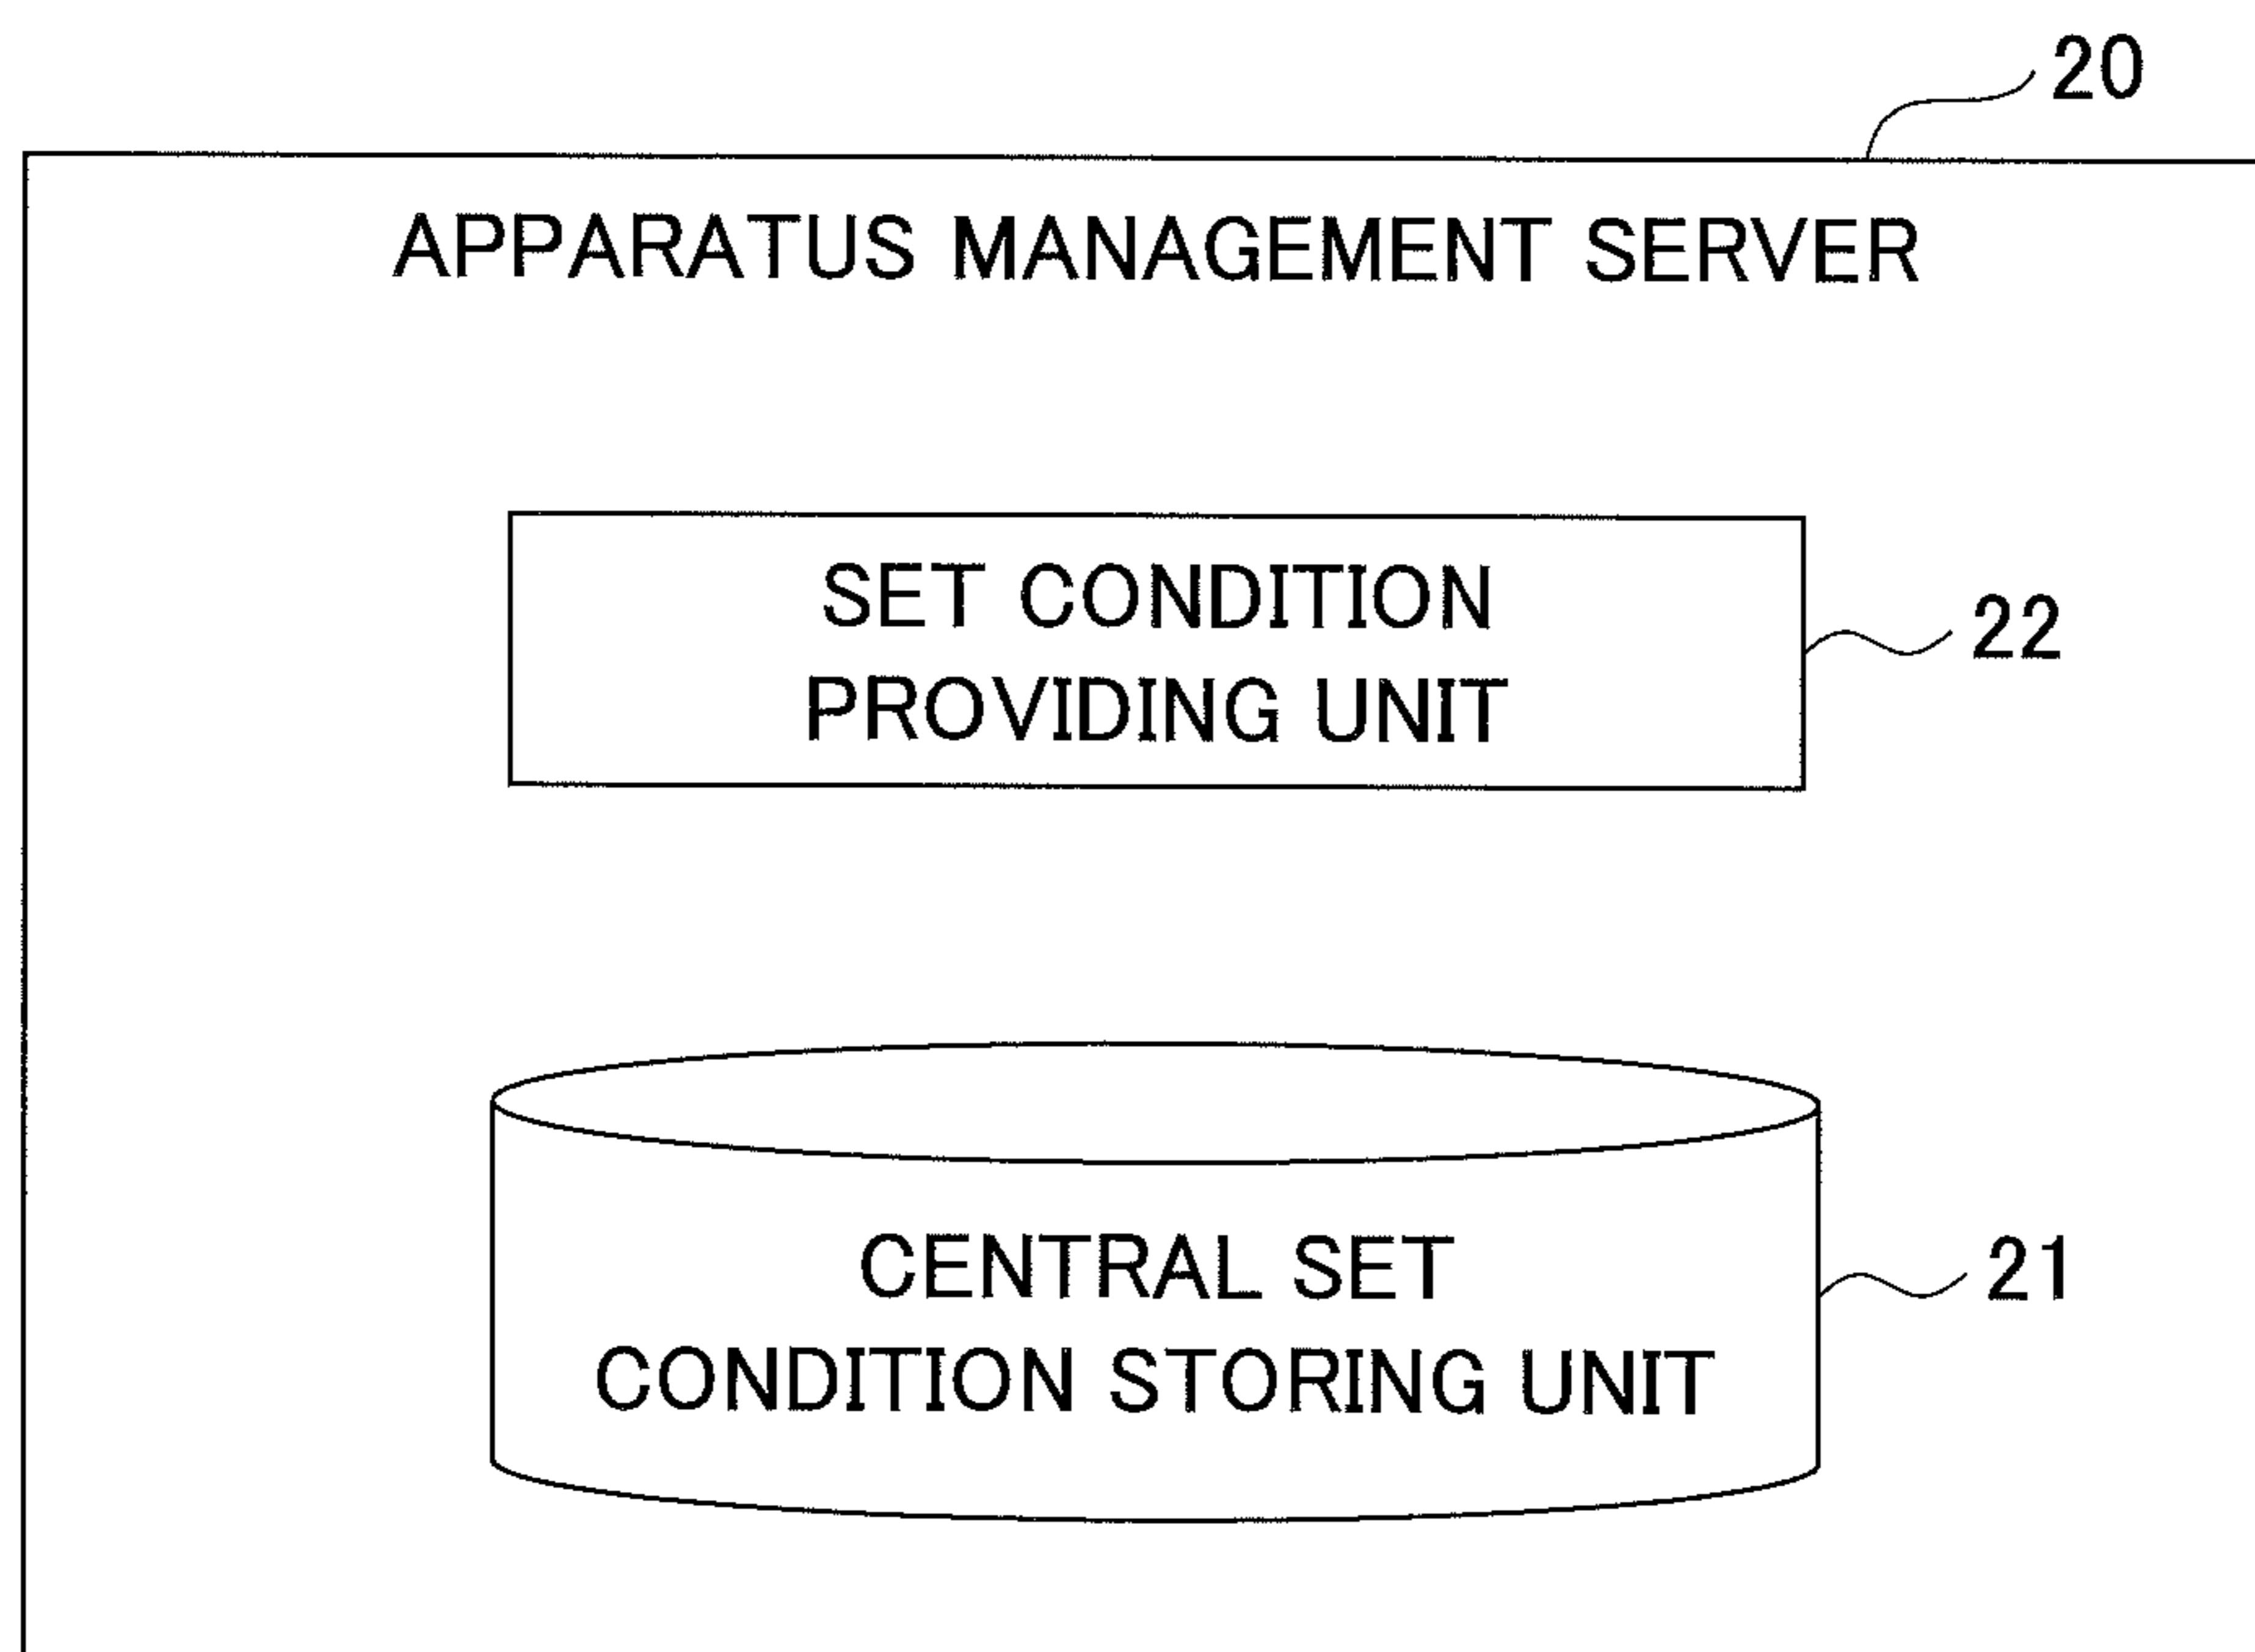 20
APPARATUS MANAGEMENT SERVER
SET CONDITION
PROVIDING UNIT
22
CENTRAL SET
CONDITION STORING UNIT
21